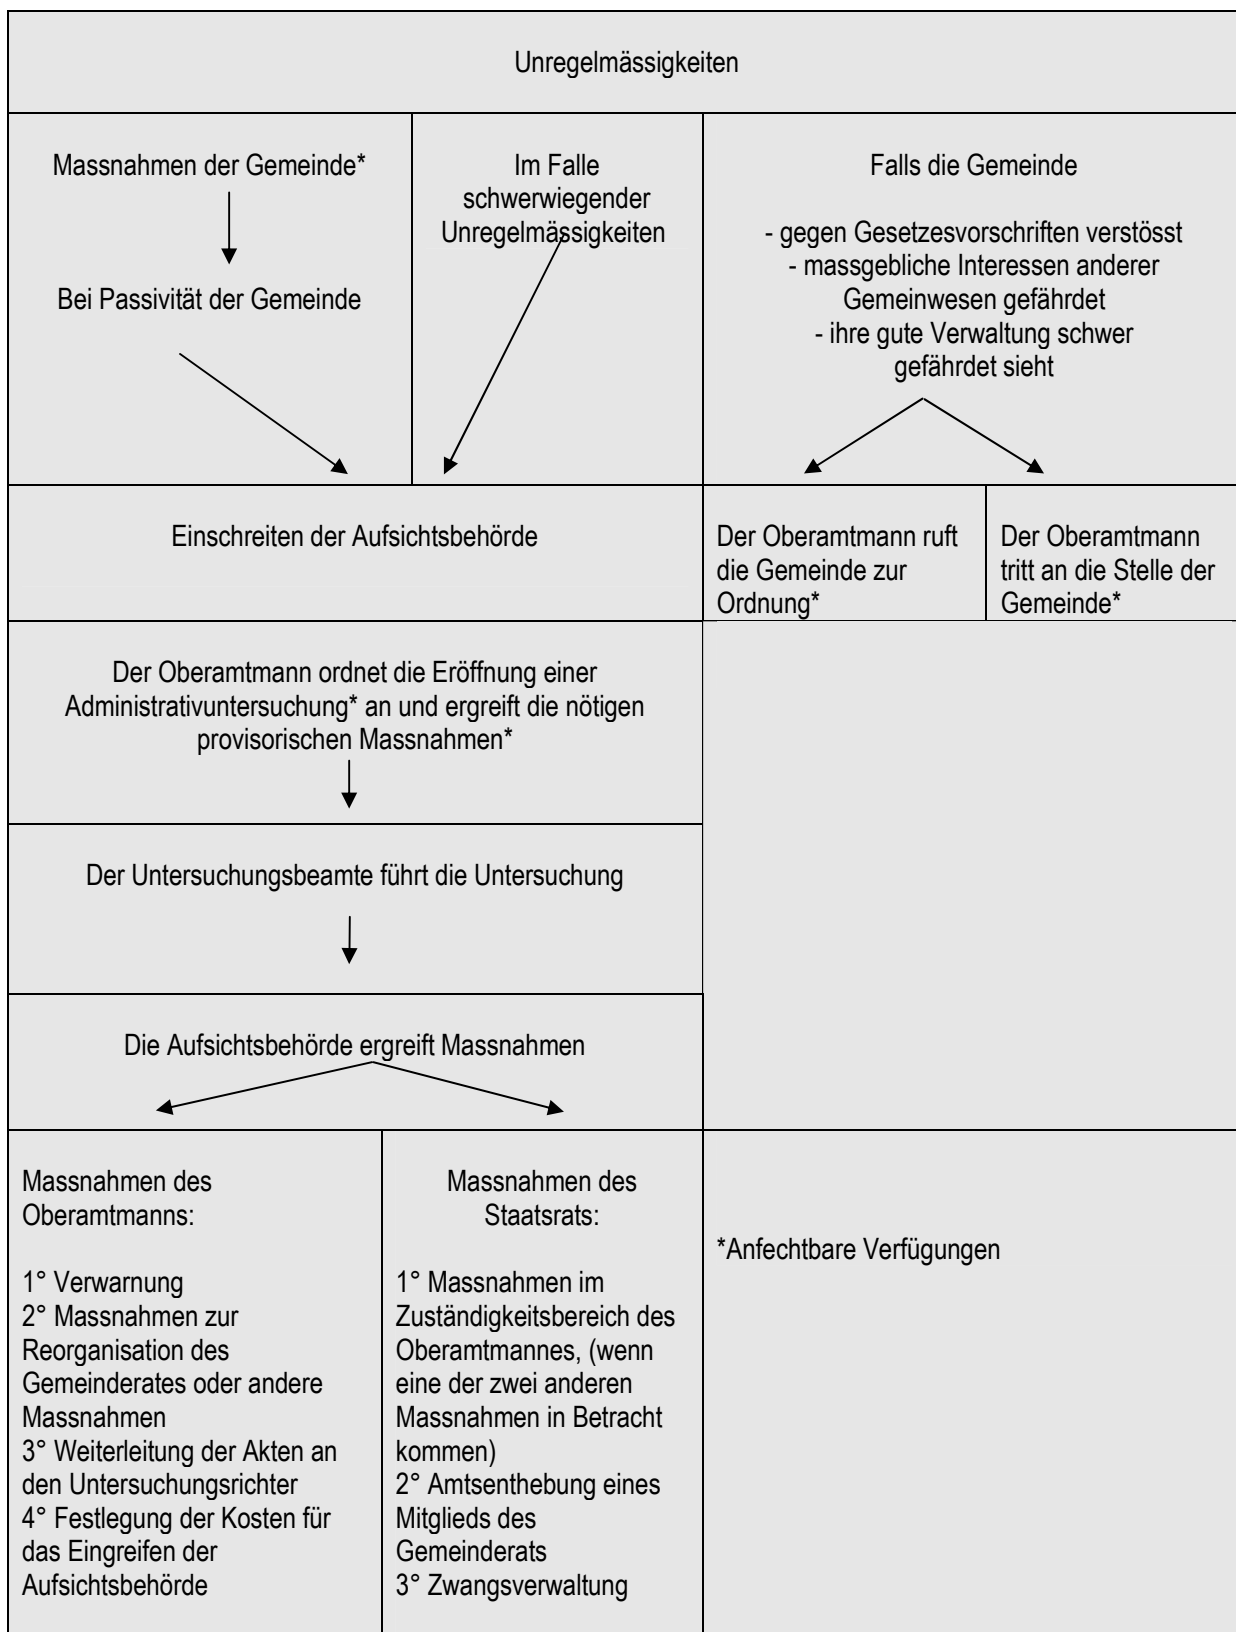 Unregelmässigkeiten
Massnahmen der Gemeinde*
Bei Passivität der Gemeinde
Im Falle
schwerwiegender
Unregelmässigkeiten
Falls die Gemeinde
- gegen Gesetzesvorschriften verstösst
- massgebliche Interessen anderer
Gemeinwesen gefährdet
- ihre gute Verwaltung schwer
gefährdet sieht
Einschreiten der Aufsichtsbehörde
Der Oberamtmann ruft
die Gemeinde zur
Ordnung*
Der Oberamtmann
tritt an die Stelle der
Gemeinde*
Der Oberamtmann ordnet die Eröffnung einer
Administrativuntersuchung* an und ergreift die nötigen
provisorischen Massnahmen*
Der Untersuchungsbeamte führt die Untersuchung
Die Aufsichtsbehörde ergreift Massnahmen
Massnahmen des
Oberamtmanns:
1° Verwarnung
2° Massnahmen zur
Reorganisation des
Gemeinderates oder andere
Massnahmen
3° Weiterleitung der Akten an
den Untersuchungsrichter
4° Festlegung der Kosten für
das Eingreifen der
Aufsichtsbehörde
Massnahmen des
Staatsrats:
1° Massnahmen im
Zuständigkeitsbereich des
Oberamtmannes, (wenn
eine der zwei anderen
Massnahmen in Betracht
kommen)
2° Amtsenthebung eines
Mitglieds des
Gemeinderats
3° Zwangsverwaltung
*Anfechtbare Verfügungen